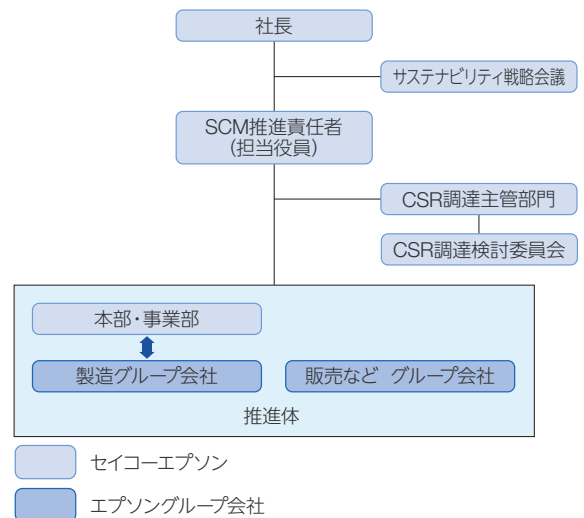 社長
サステナビリティ戦略会議
SCM推進責任者
（担当役員）
CSR調達主管部門
CSR調達検討委員会
本部・事業部
製造グループ会社
販売など グループ会社
推進体
セイコーエプソン
エプソングループ会社